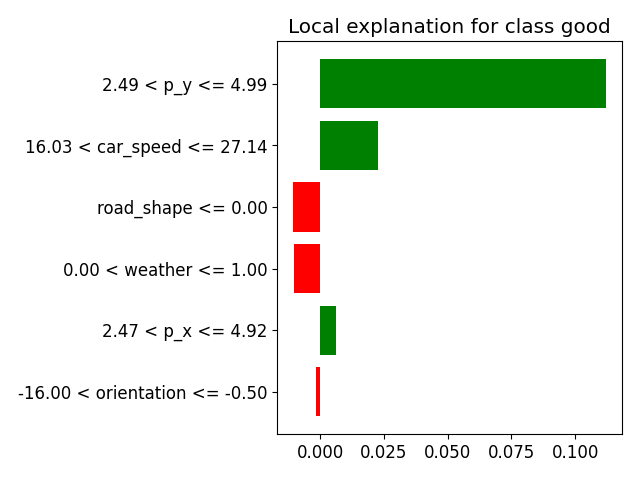 Local explanation for class good
2.49 < p_y <= 4.99
16.03 < car_speed <= 27.14
road_shape <= 0.00
0.00 < weather <= 1.00
2.47 < p_x <= 4.92
-16.00 < orientation <= -0.50
0.000 0.025 0.050 0.075 0.100